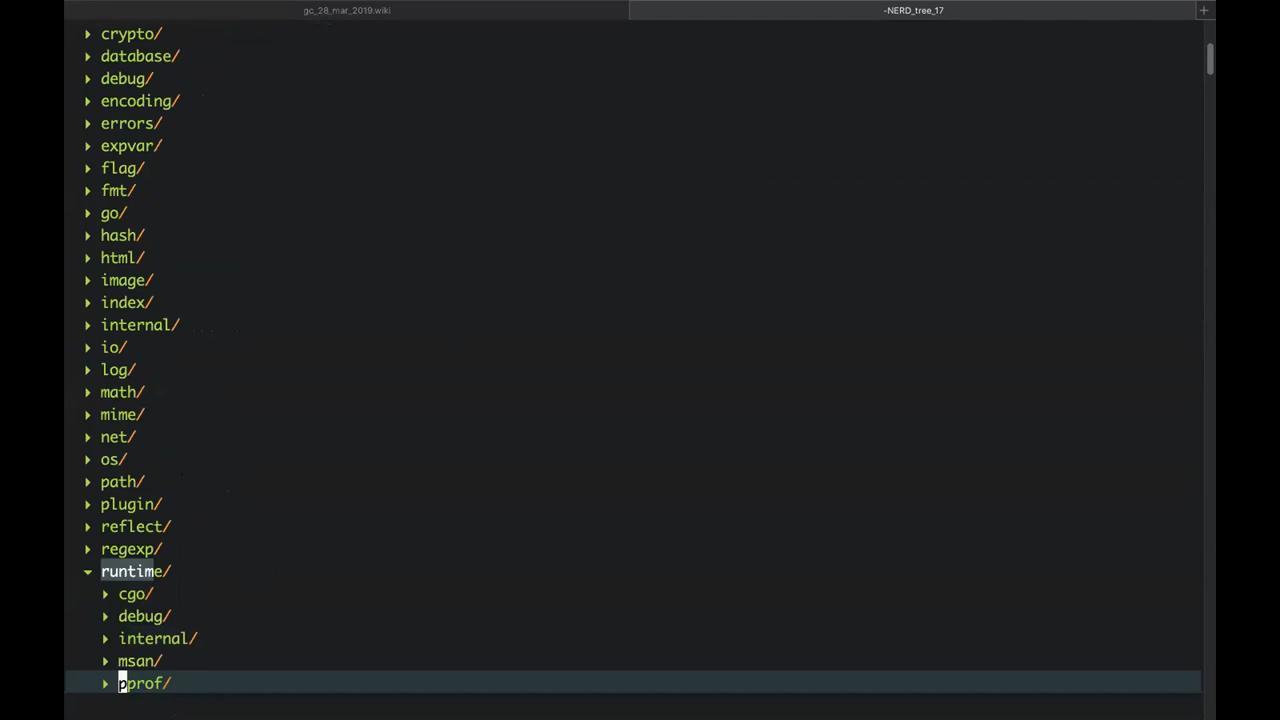 gc_28_mar_2019.wiki
-NERD_tree_17
+
crypto/
database/
debug/
encoding/
errors/
expvar/
flag/
fmt/
go/
hash/
html/
image/
index/
internal/
io/
log/
math/
mime/
net/
os/
path/
plugin/
reflect/
regexp/
runtime/
cgo/
debug/
internal/
msan/
pprof/